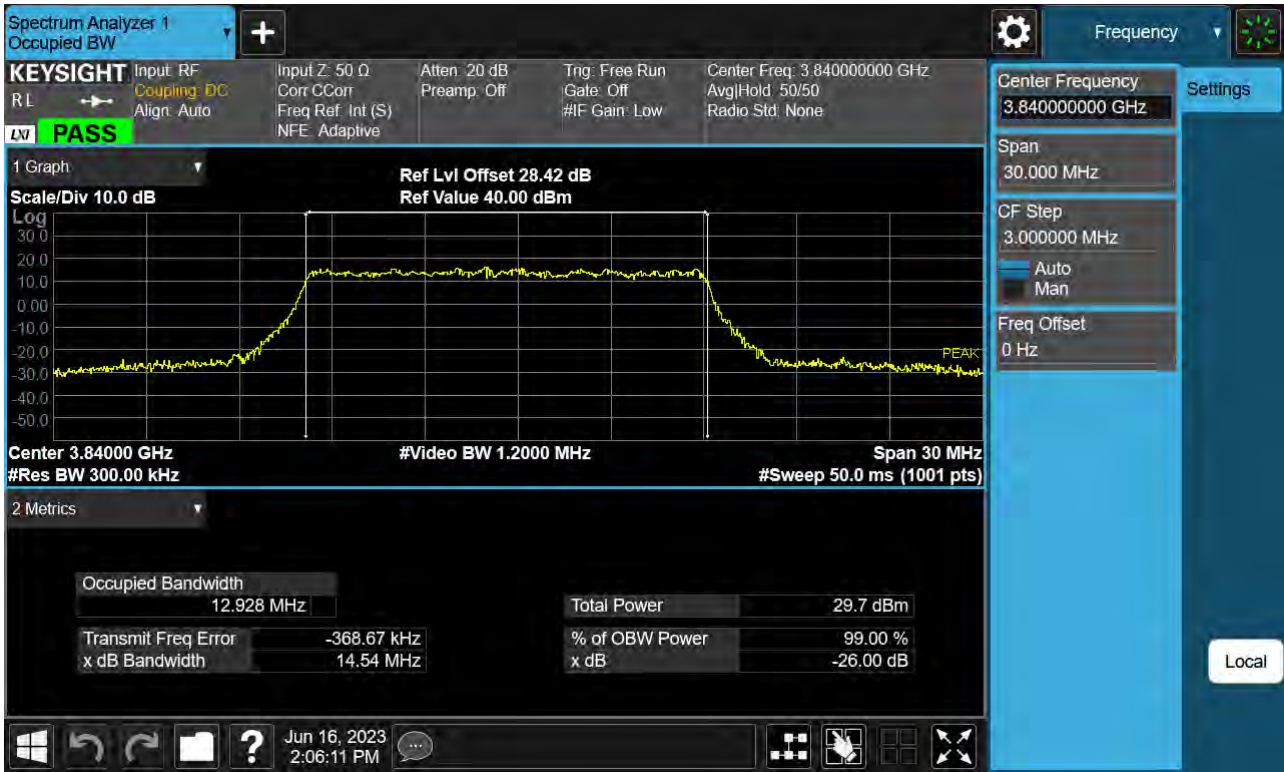 Spectrum Analyzer 1
Occupied BW
+
Frequency
KEYSIGHT
RL
LXI
PASS
Input: RF
Coupling: DC
Align: Auto
Input Z: 50 Ω
Corr CCorr
Freq Ref: Int (S)
NFE: Adaptive
Atten: 20 dB
Preamp: Off
Trig: Free Run
Gate: Off
#IF Gain: Low
Center Freq: 3.840000000 GHz
Avg|Hold: 50/50
Radio Std: None
Center Frequency
3.840000000 GHz
Settings
Span
30.000 MHz
CF Step
3.000000 MHz
Auto
Man
Freq Offset
0 Hz
Local
1 Graph
Scale/Div 10.0 dB
Ref Lvl Offset 28.42 dB
Ref Value 40.00 dBm
Log
30.0
20.0
10.0
0.00
-10.0
-20.0
-30.0
-40.0
-50.0
PEAK
Center 3.84000 GHz
#Video BW 1.2000 MHz
Span 30 MHz
#Res BW 300.00 kHz
#Sweep 50.0 ms (1001 pts)
2 Metrics
Occupied Bandwidth
12.928 MHz
Total Power 29.7 dBm
Transmit Freq Error -368.67 kHz
% of OBW Power 99.00 %
x dB Bandwidth 14.54 MHz
x dB -26.00 dB
?
Jun 16, 2023
2:06:11 PM